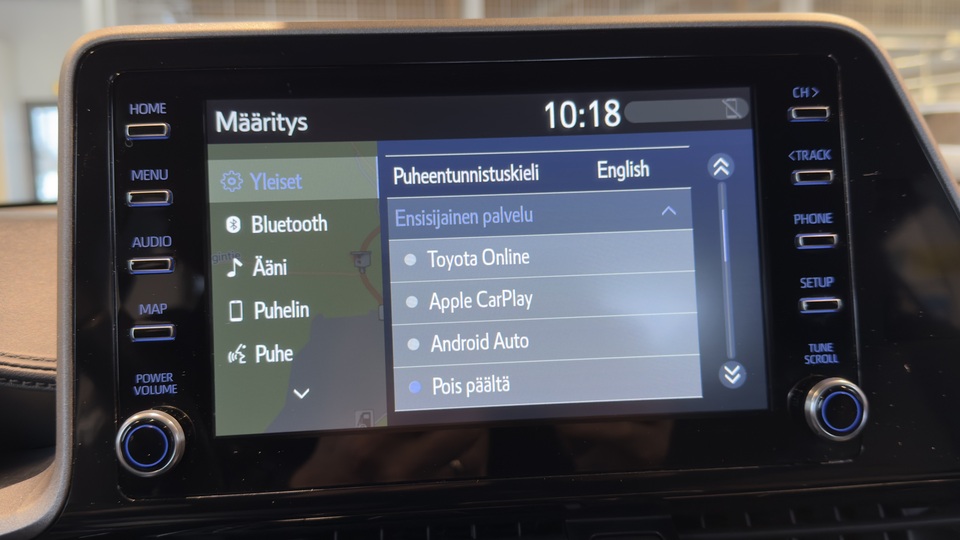 HOME
MENU
AUDIO
MAP
POWER
VOLUME
Määritys
10:18
Yleiset
Bluetooth
Ääni
Puhelin
Puhe
Puheentunnistuskieli English
Ensisijainen palvelu
Toyota Online
Apple CarPlay
Android Auto
Pois päältä
CH >
< TRACK
PHONE
SETUP
TUNE
SCROLL